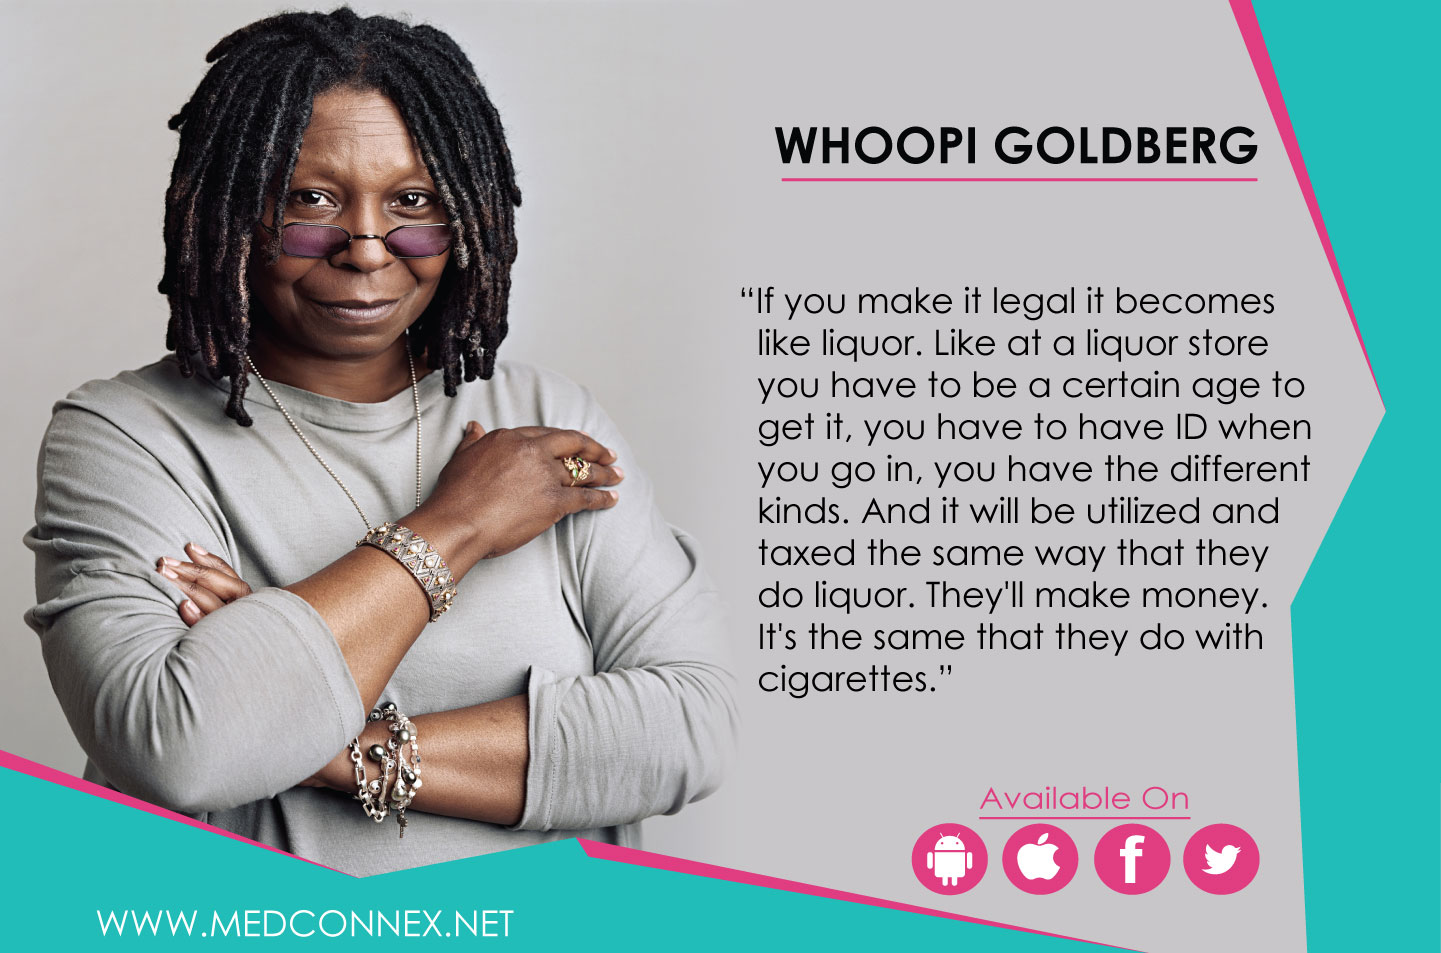 WHOOPI GOLDBERG
“If you make it legal it becomes
like liquor. Like at a liquor store
you have to be a certain age to
get it, you have to have ID when
you go in, you have the different
kinds. And it will be utilized and
taxed the same way that they
do liquor. They'll make money.
It's the same that they do with
cigarettes.”
Available On
WWW.MEDCONNEX.NET